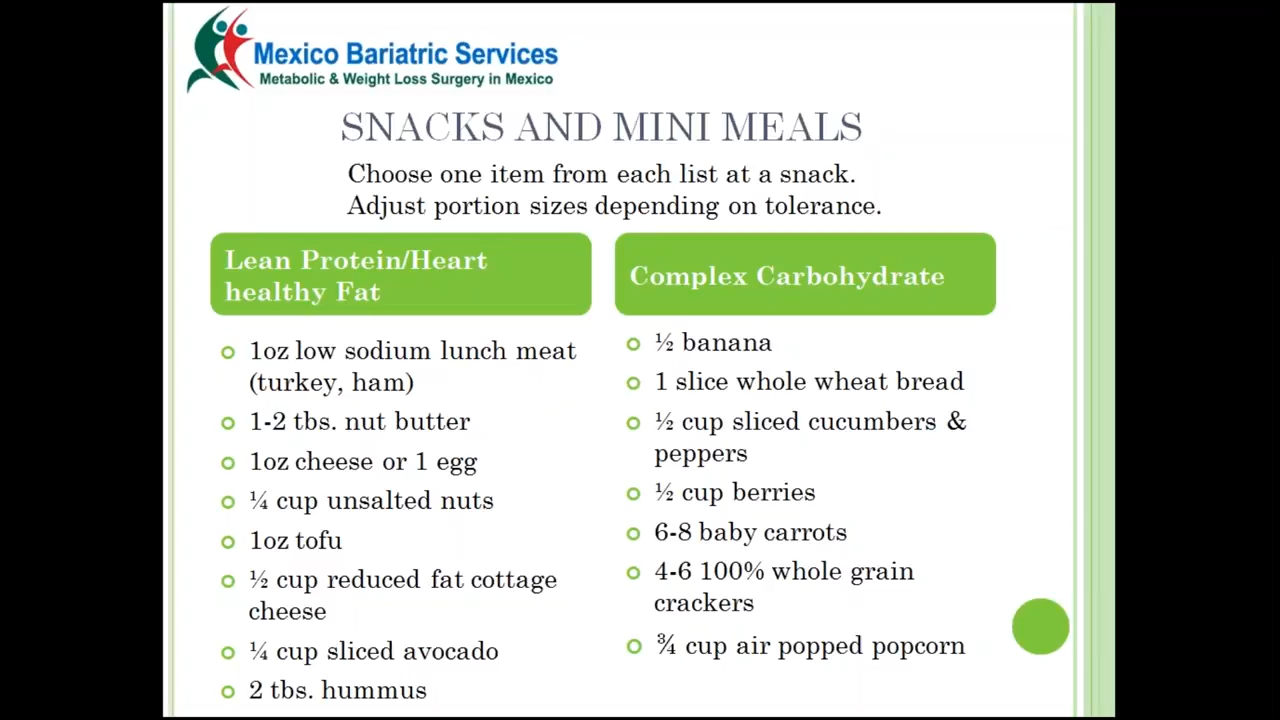 Mexico Bariatric Services
Metabolic & Weight Loss Surgery in Mexico
SNACKS AND MINI MEALS
Choose one item from each list at a snack.
Adjust portion sizes depending on tolerance.
Lean Protein/Heart
healthy Fat
1oz low sodium lunch meat
(turkey, ham)
1-2 tbs. nut butter
1oz cheese or 1 egg
¼ cup unsalted nuts
1oz tofu
½ cup reduced fat cottage
cheese
¼ cup sliced avocado
2 tbs. hummus
Complex Carbohydrate
½ banana
1 slice whole wheat bread
½ cup sliced cucumbers &
peppers
½ cup berries
6-8 baby carrots
4-6 100% whole grain
crackers
¾ cup air popped popcorn